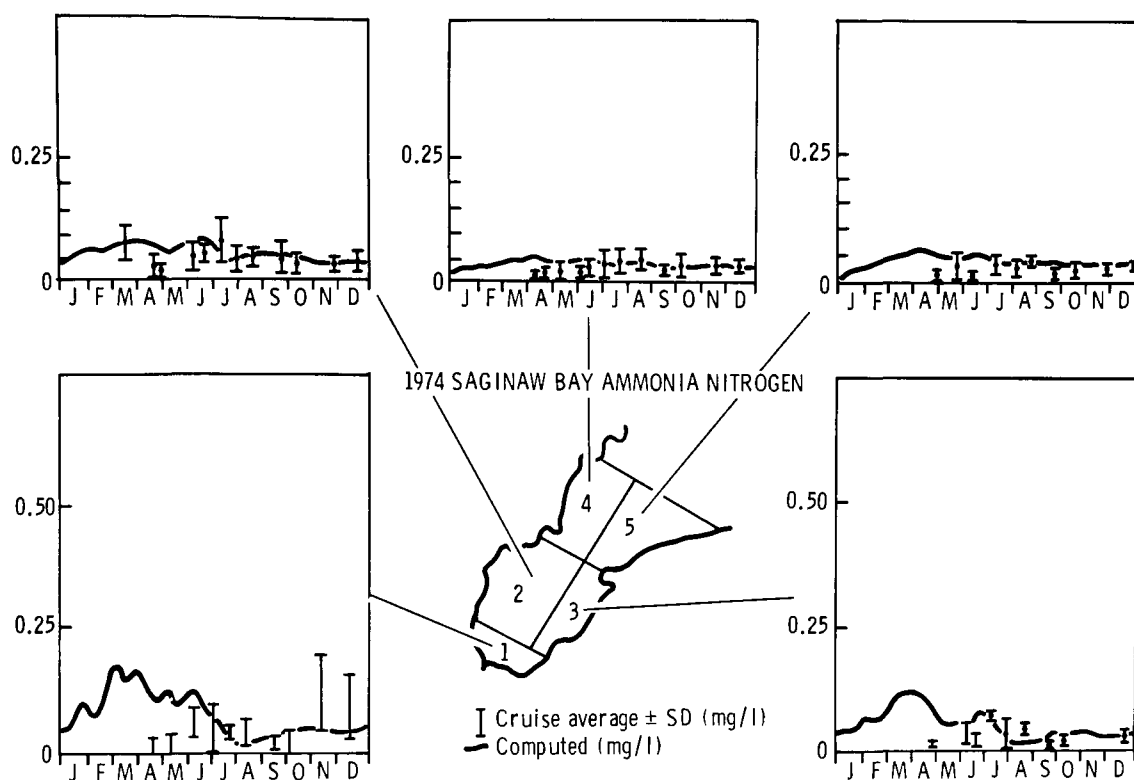 0.25
0
J F M A M J J A S O N D
0.25
0
J F M A M J J A S O N D
0.25
0
J F M A M J J A S O N D
1974 SAGINAW BAY AMMONIA NITROGEN
0.50
0.25
0
J F M A M J J A S O N D
4
5
2
3
1
Cruise average ± SD (mg/l)
Computed (mg/l)
0.50
0.25
0
J F M A M J J A S O N D